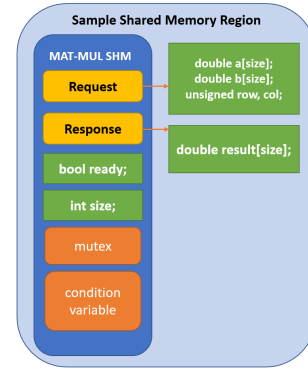 Sample Shared Memory Region
MAT-MUL SHM
Request
double a[size];
double b[size];
unsigned row, col;
Response
double result[size];
bool ready;
int size;
mutex
condition
variable